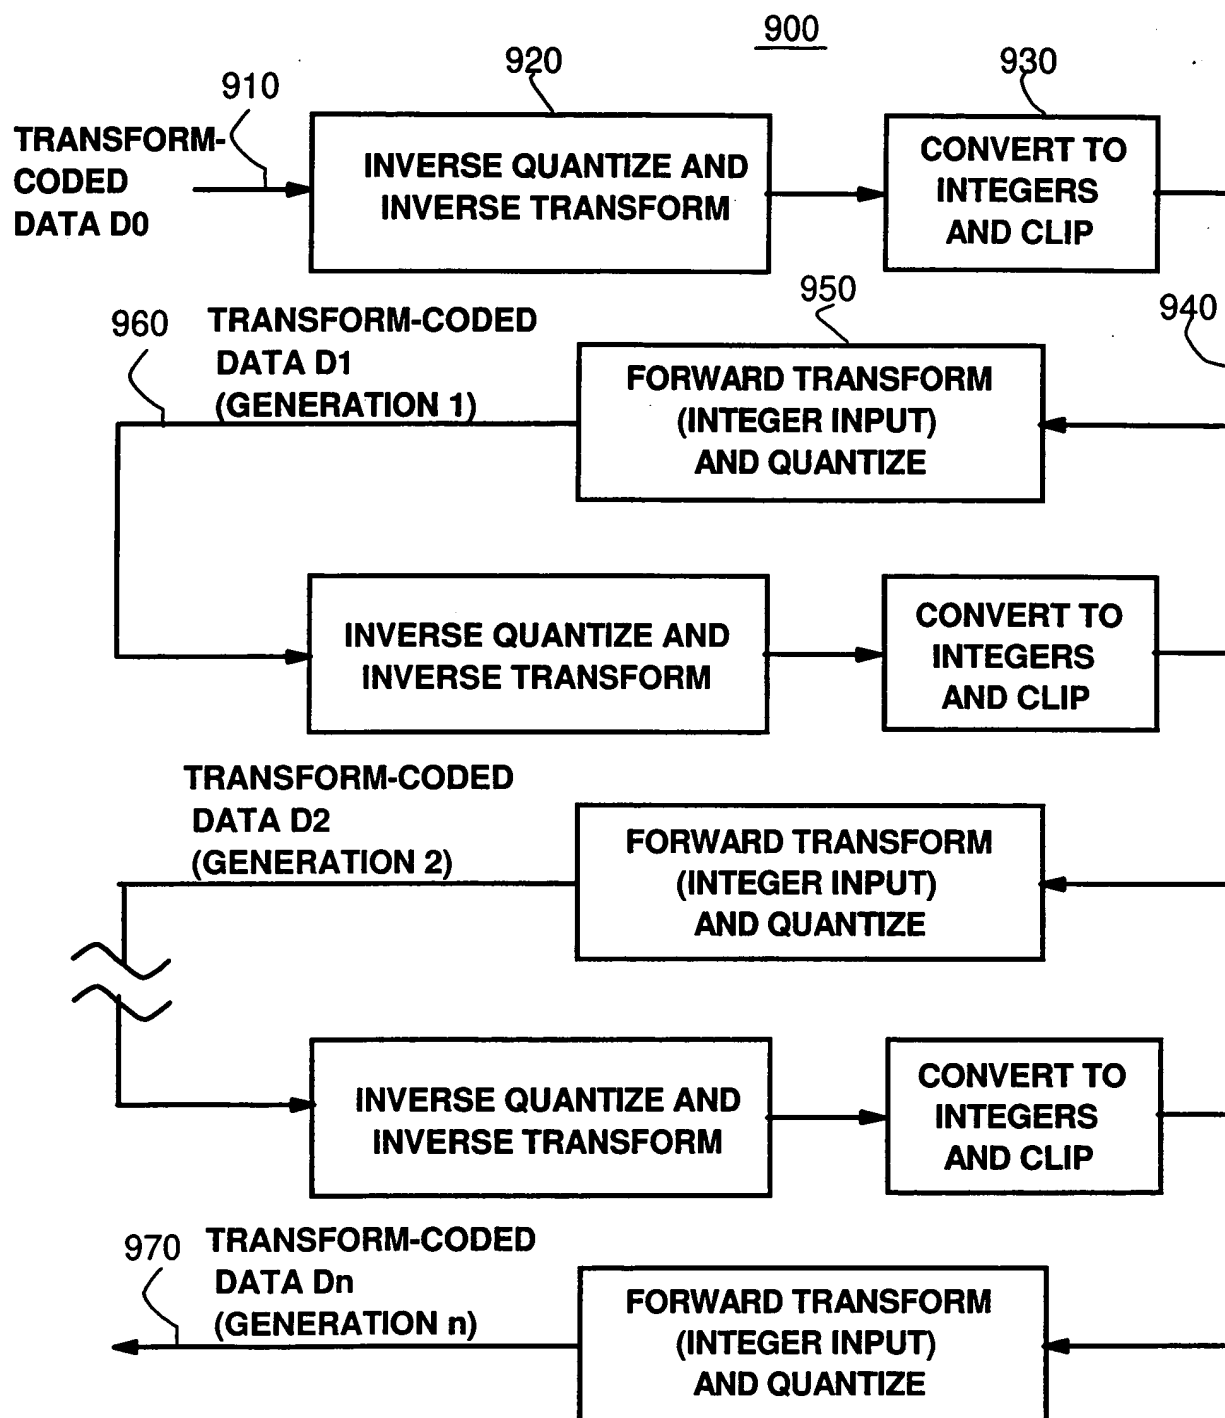 900
920
930
910
TRANSFORM-
CODED
DATA D0
INVERSE QUANTIZE AND
INVERSE TRANSFORM
CONVERT TO
INTEGERS
AND CLIP
960
TRANSFORM-CODED
DATA D1
(GENERATION 1)
950
940
FORWARD TRANSFORM
(INTEGER INPUT)
AND QUANTIZE
INVERSE QUANTIZE AND
INVERSE TRANSFORM
CONVERT TO
INTEGERS
AND CLIP
TRANSFORM-CODED
DATA D2
(GENERATION 2)
FORWARD TRANSFORM
(INTEGER INPUT)
AND QUANTIZE
INVERSE QUANTIZE AND
INVERSE TRANSFORM
CONVERT TO
INTEGERS
AND CLIP
970
TRANSFORM-CODED
DATA Dn
(GENERATION n)
FORWARD TRANSFORM
(INTEGER INPUT)
AND QUANTIZE